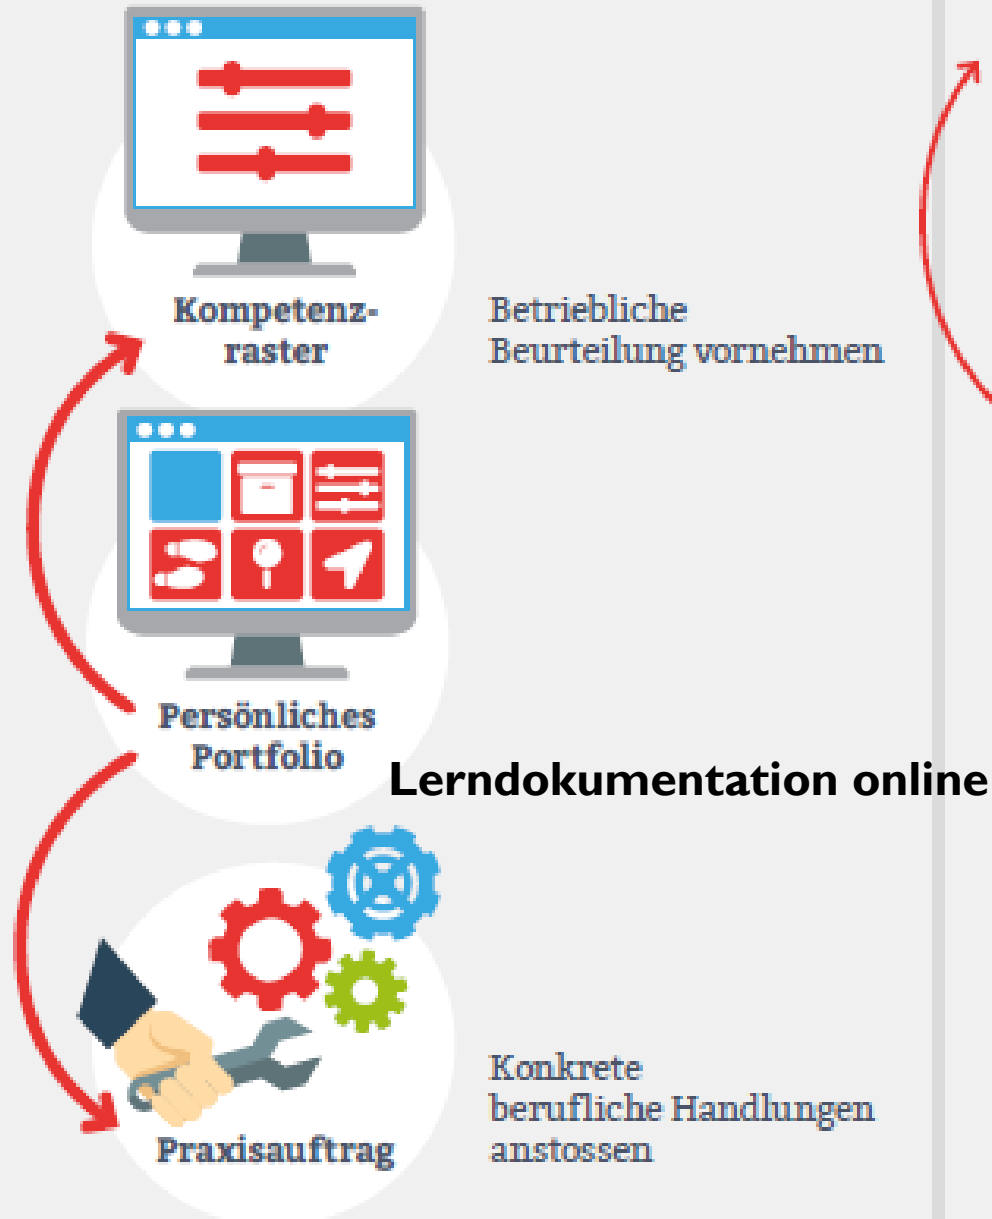 Kompetenz-
raster
Betriebliche
Beurteilung vornehmen
Persönliches
Portfolio
Lerndokumentation online
Praxisauftrag
Konkrete
berufliche Handlungen
anstossen